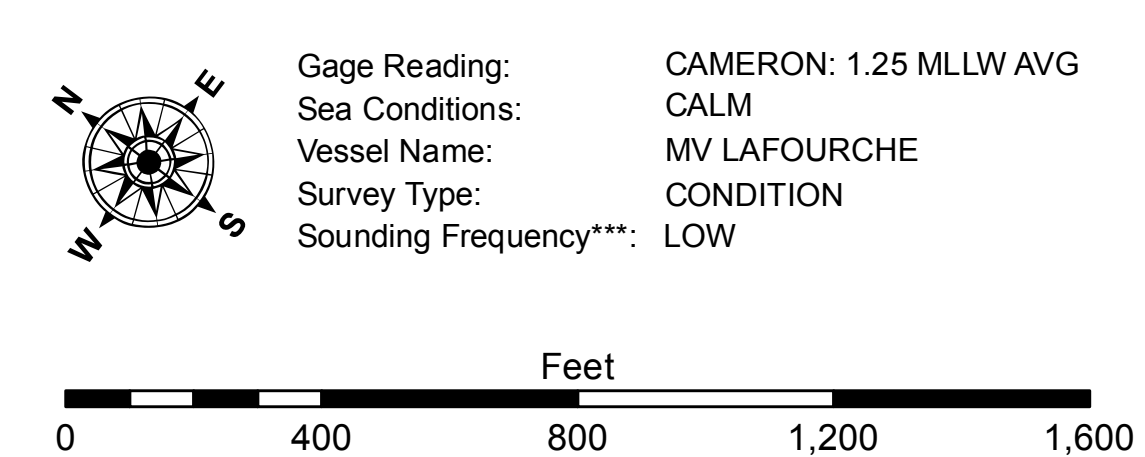 N E
W S
Gage Reading: CAMERON: 1.25 MLLW AVG
Sea Conditions: CALM
Vessel Name: MV LAFOURCHE
Survey Type: CONDITION
Sounding Frequency***: LOW
Feet
0 400 800 1,200 1,600